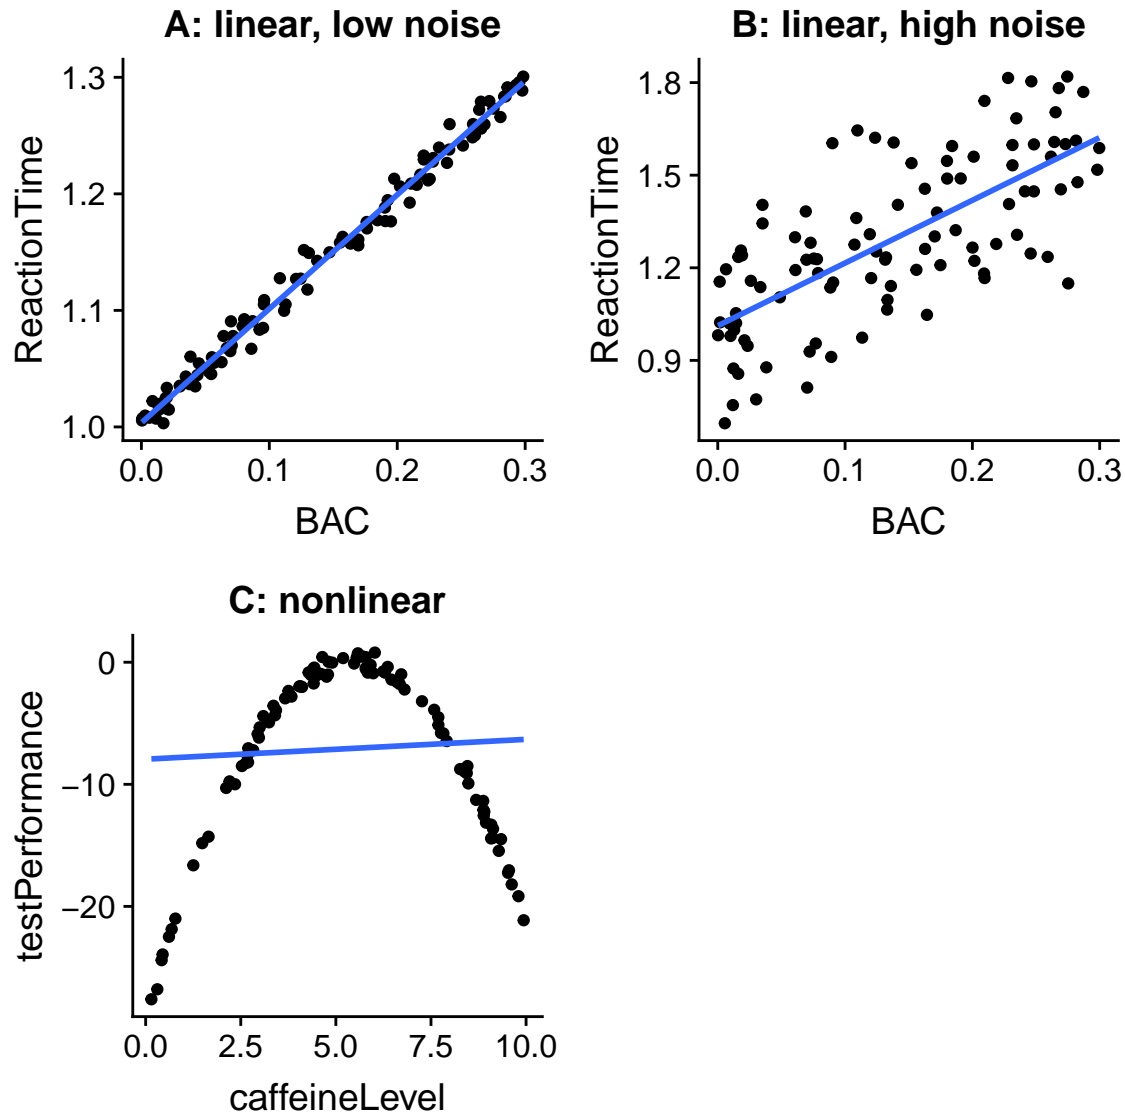 A: linear, low noise
ReactionTime
1.3
1.2
1.1
1.0
0.0 0.1 0.2 0.3
BAC
B: linear, high noise
ReactionTime
1.8
1.5
1.2
0.9
0.0 0.1 0.2 0.3
BAC
C: nonlinear
testPerformance
0
−10
−20
0.0 2.5 5.0 7.5 10.0
caffeineLevel